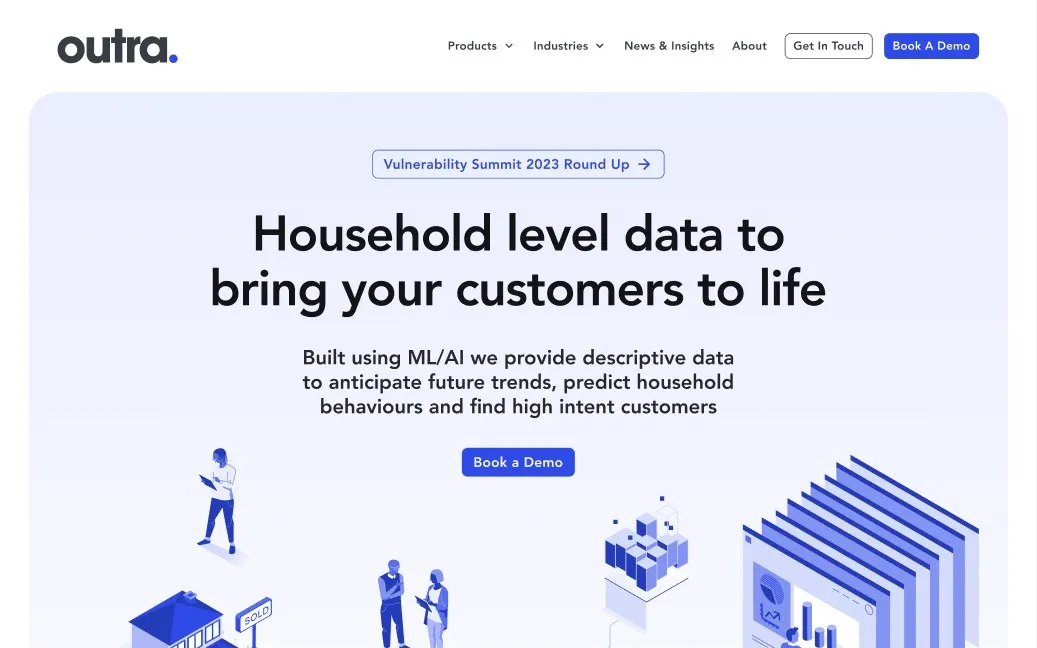 outra.
Products
Industries
News & Insights
About
Get In Touch
Book A Demo
Vulnerability Summit 2023 Round Up →
Household level data to
bring your customers to life
Built using ML/AI we provide descriptive data
to anticipate future trends, predict household
behaviours and find high intent customers
Book a Demo
SOLD